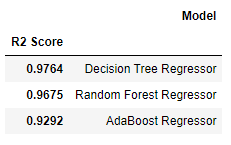 Model
R2 Score
0.9764 Decision Tree Regressor
0.9675 Random Forest Regressor
0.9292 AdaBoost Regressor